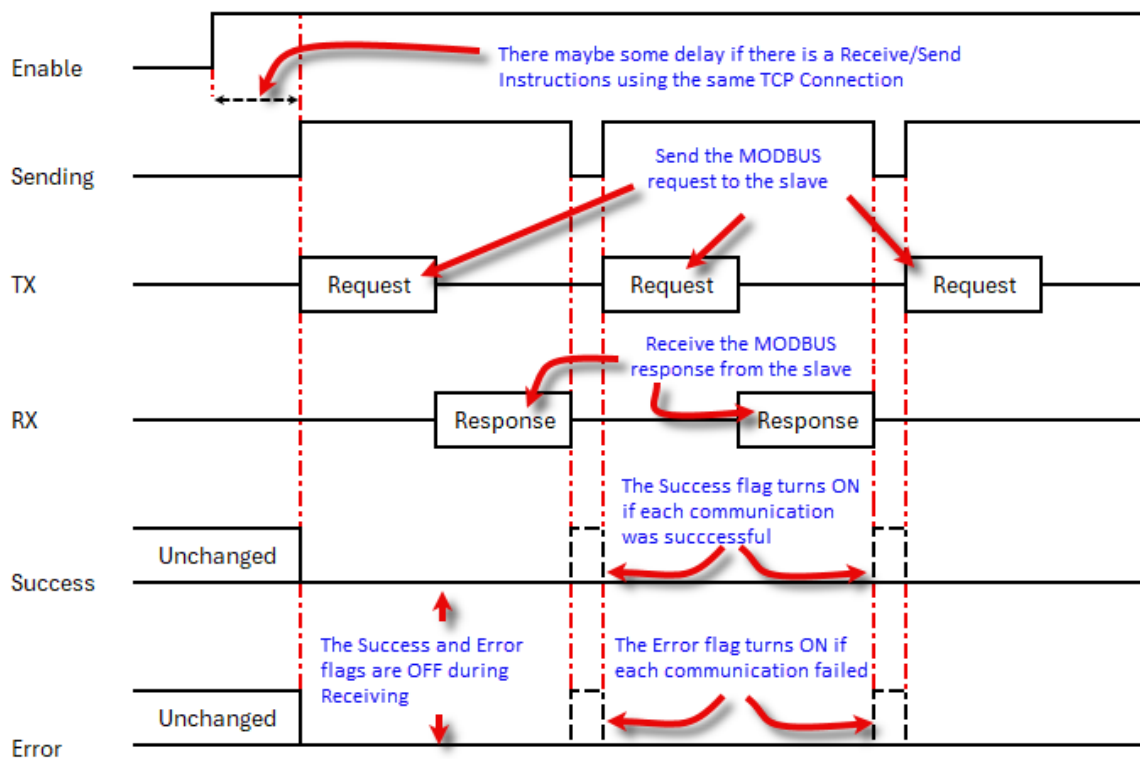 Enable
There maybe some delay if there is a Receive/Send
Instructions using the same TCP Connection
Sending
Send the MODBUS
request to the slave
TX
Request
Request
Request
Receive the MODBUS
response from the slave
RX
Response
Response
The Success flag turns ON
if each communication
was succcessful
Unchanged
Success
The Success and Error
flags are OFF during
Receiving
The Error flag turns ON if
each communication failed
Unchanged
Error